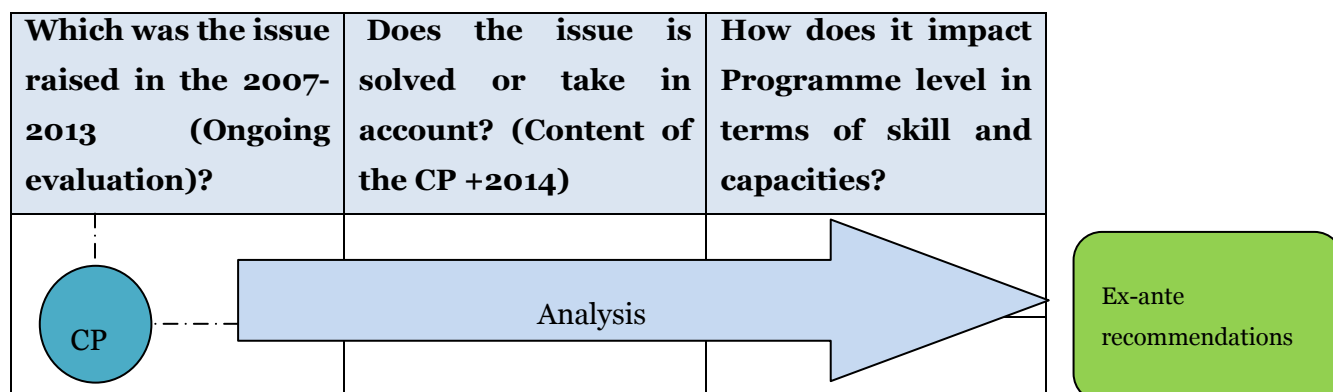 Which was the issue
raised in the 2007-
2013 (Ongoing
evaluation)?
Does the issue is
solved or take in
account? (Content of
the CP +2014)
How does it impact
Programme level in
terms of skill and
capacities?
CP
Analysis
Ex-ante
recommendations